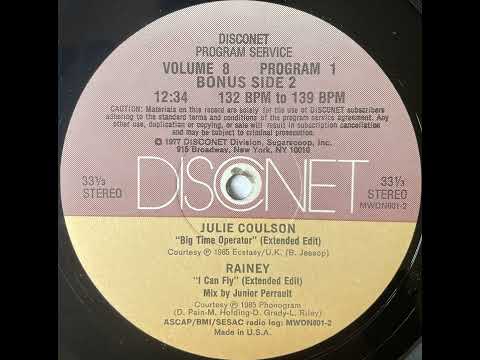 DISCONET
PROGRAM SERVICE
VOLUME 8 PROGRAM 1
BONUS SIDE 2
12:34 132 BPM to 139 BPM
CAUTION: Materials on this record are solely for the use of DISCONET subscribers
adhering to the standard terms and conditions of the program service agreement. Any
other use, duplication or copying, or sale will result in subscription cancellation
and may be subject to criminal prosecution.
© 1977 DISCONET Division, Sugarscoop, Inc.
915 Broadway, New York, NY 10010
DISCONET
33⅓
STEREO
33⅓
STEREO
MWDN801-2
JULIE COULSON
"Big Time Operator" (Extended Edit)
Courtesy ℗ 1985 Ecstasy/U.K. (B. Jessop)
RAINEY
"I Can Fly" (Extended Edit)
Mix by Junior Perrault
Courtesy ℗ 1985 Phonogram
(D. Pain-M. Holding-D. Grady-L. Riley)
ASCAP/BMI/SESAC radio log: MWDN801-2
Made in U.S.A.